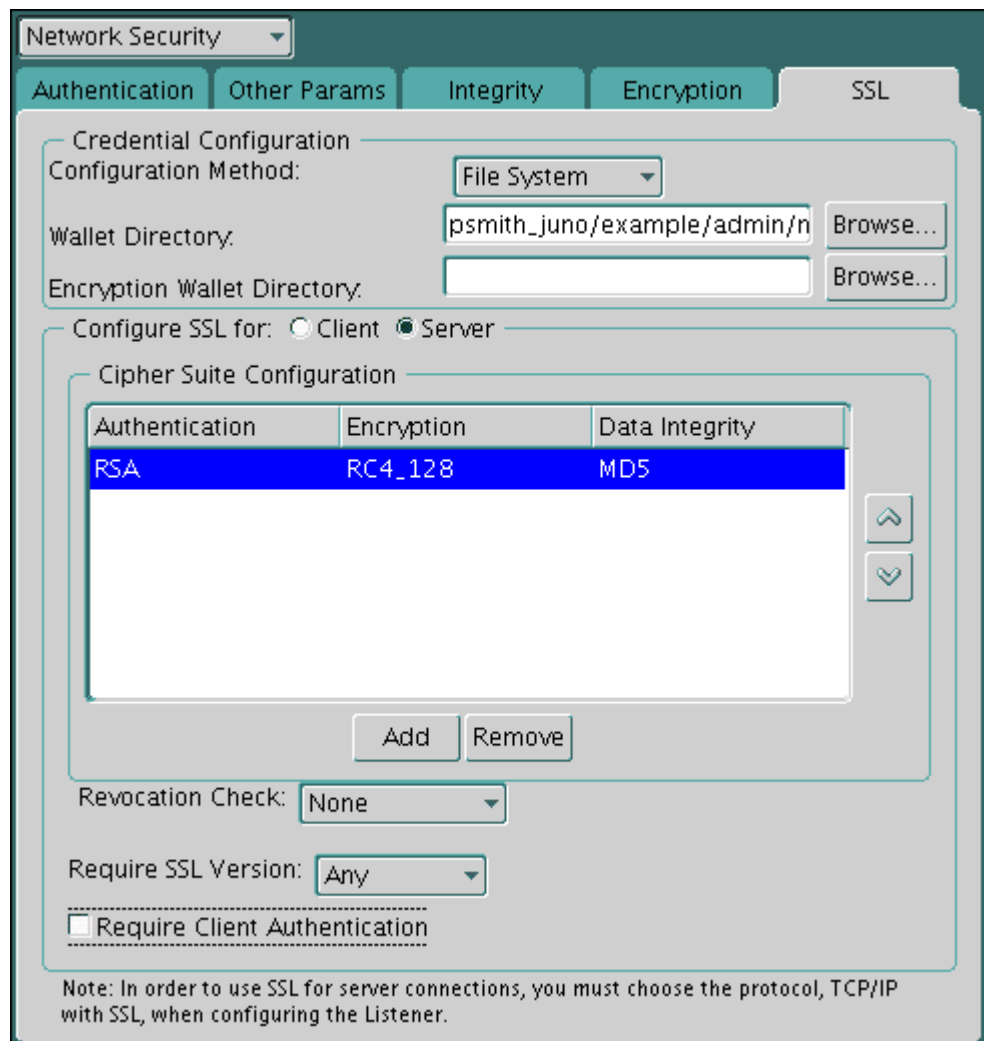 Network Security
Authentication Other Params Integrity Encryption SSL
Credential Configuration
Configuration Method: File System
Wallet Directory: psmith_juno/example/admin/n Browse...
Encryption Wallet Directory: Browse...
Configure SSL for: Client Server
Cipher Suite Configuration
Authentication Encryption Data Integrity
RSA RC4_128 MD5
Add Remove
Revocation Check: None
Require SSL Version: Any
Require Client Authentication
Note: In order to use SSL for server connections, you must choose the protocol, TCP/IP
with SSL, when configuring the Listener.